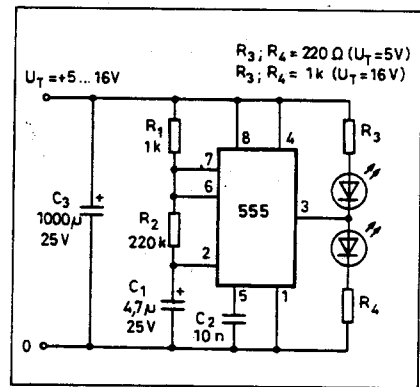 R3 ; R4 = 220 Ω (UT = 5V)
R3 ; R4 = 1k (UT = 16V)
UT = +5 ... 16V
R1
1k
8
4
R3
7
6
C3
1000µ
25V
+
R2
220k
555
3
2
C1
4,7µ
25V
+
5
1
C2
10n
R4
0